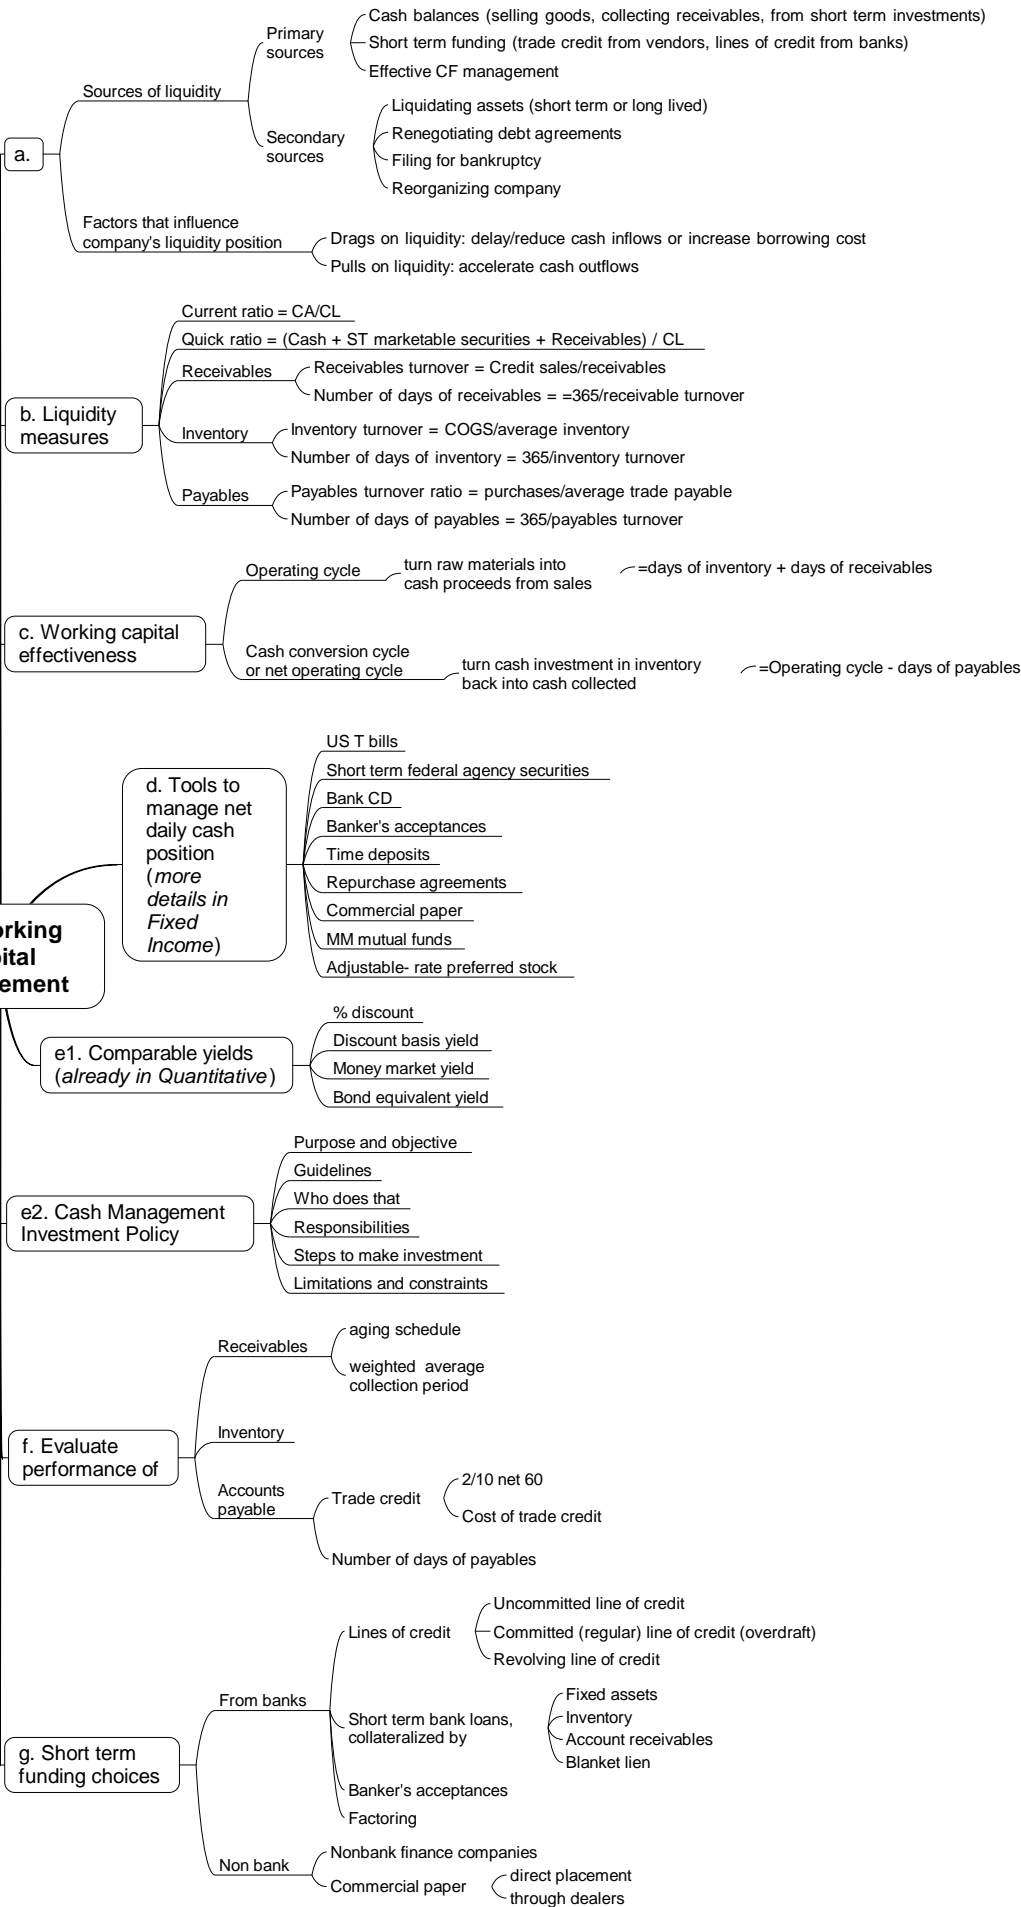 a.
Sources of liquidity
Primary
sources
Cash balances (selling goods, collecting receivables, from short term investments)
Short term funding (trade credit from vendors, lines of credit from banks)
Effective CF management
Secondary
sources
Liquidating assets (short term or long lived)
Renegotiating debt agreements
Filing for bankruptcy
Reorganizing company
Factors that influence
company's liquidity position
Drags on liquidity: delay/reduce cash inflows or increase borrowing cost
Pulls on liquidity: accelerate cash outflows
b. Liquidity
measures
Current ratio = CA/CL
Quick ratio = (Cash + ST marketable securities + Receivables) / CL
Receivables
Receivables turnover = Credit sales/receivables
Number of days of receivables = =365/receivable turnover
Inventory
Inventory turnover = COGS/average inventory
Number of days of inventory = 365/inventory turnover
Payables
Payables turnover ratio = purchases/average trade payable
Number of days of payables = 365/payables turnover
c. Working capital
effectiveness
Operating cycle
turn raw materials into
cash proceeds from sales
=days of inventory + days of receivables
Cash conversion cycle
or net operating cycle
turn cash investment in inventory
back into cash collected
=Operating cycle - days of payables
orking
ital
ement
d. Tools to
manage net
daily cash
position
(more
details in
Fixed
Income)
US T bills
Short term federal agency securities
Bank CD
Banker's acceptances
Time deposits
Repurchase agreements
Commercial paper
MM mutual funds
Adjustable- rate preferred stock
e1. Comparable yields
(already in Quantitative)
% discount
Discount basis yield
Money market yield
Bond equivalent yield
e2. Cash Management
Investment Policy
Purpose and objective
Guidelines
Who does that
Responsibilities
Steps to make investment
Limitations and constraints
f. Evaluate
performance of
Receivables
aging schedule
weighted average
collection period
Inventory
Accounts
payable
Trade credit
2/10 net 60
Cost of trade credit
Number of days of payables
g. Short term
funding choices
From banks
Lines of credit
Uncommitted line of credit
Committed (regular) line of credit (overdraft)
Revolving line of credit
Short term bank loans,
collateralized by
Fixed assets
Inventory
Account receivables
Blanket lien
Banker's acceptances
Factoring
Non bank
Nonbank finance companies
Commercial paper
direct placement
through dealers